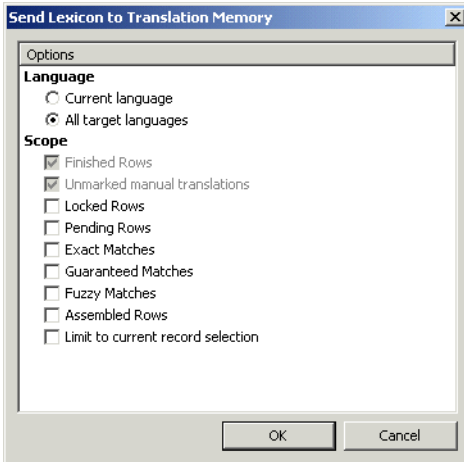 Send Lexicon to Translation Memory
Options
Language
Current language
All target languages
Scope
Finished Rows
Unmarked manual translations
Locked Rows
Pending Rows
Exact Matches
Guaranteed Matches
Fuzzy Matches
Assembled Rows
Limit to current record selection
OK Cancel